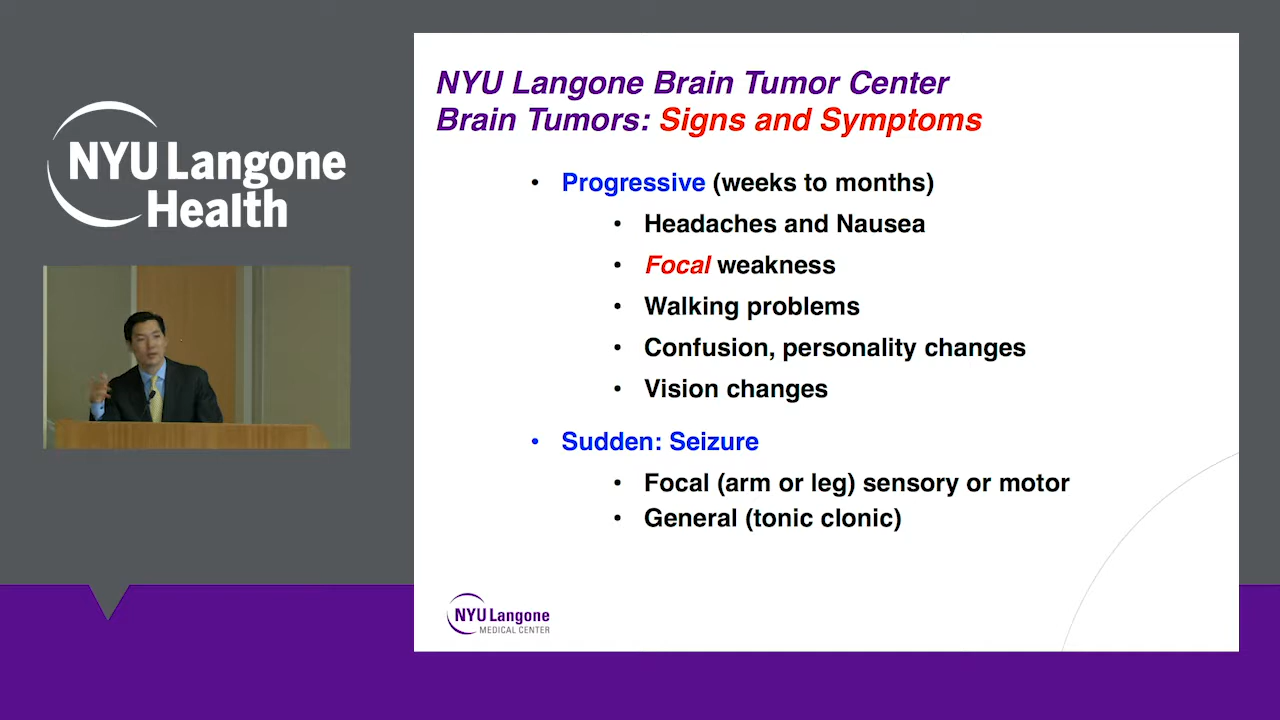 NYU Langone
Health
NYU Langone Brain Tumor Center
Brain Tumors: Signs and Symptoms
• Progressive (weeks to months)
• Headaches and Nausea
• Focal weakness
• Walking problems
• Confusion, personality changes
• Vision changes
• Sudden: Seizure
• Focal (arm or leg) sensory or motor
• General (tonic clonic)
NYU Langone
MEDICAL CENTER